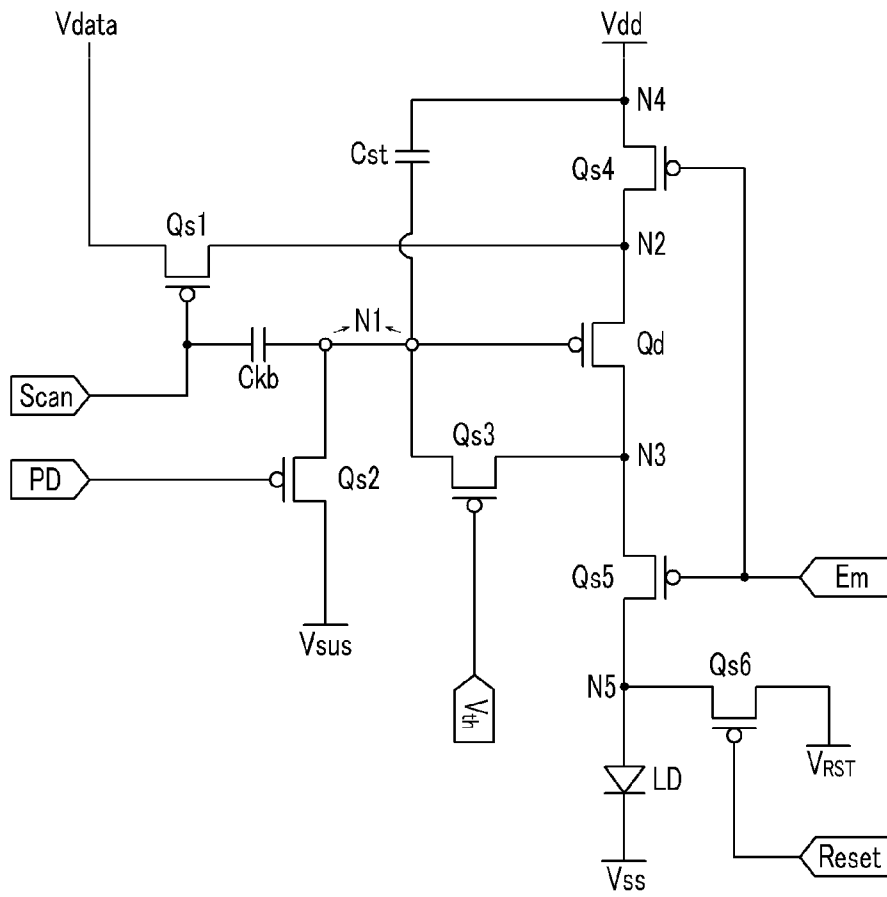 Vdata
Vdd
N4
Cst
Qs4
Qs1
N2
N1
Qd
Ckb
Scan
Qs3
N3
PD
Qs2
Qs5
Em
Vsus
Qs6
N5
Vth
VRST
LD
Reset
Vss